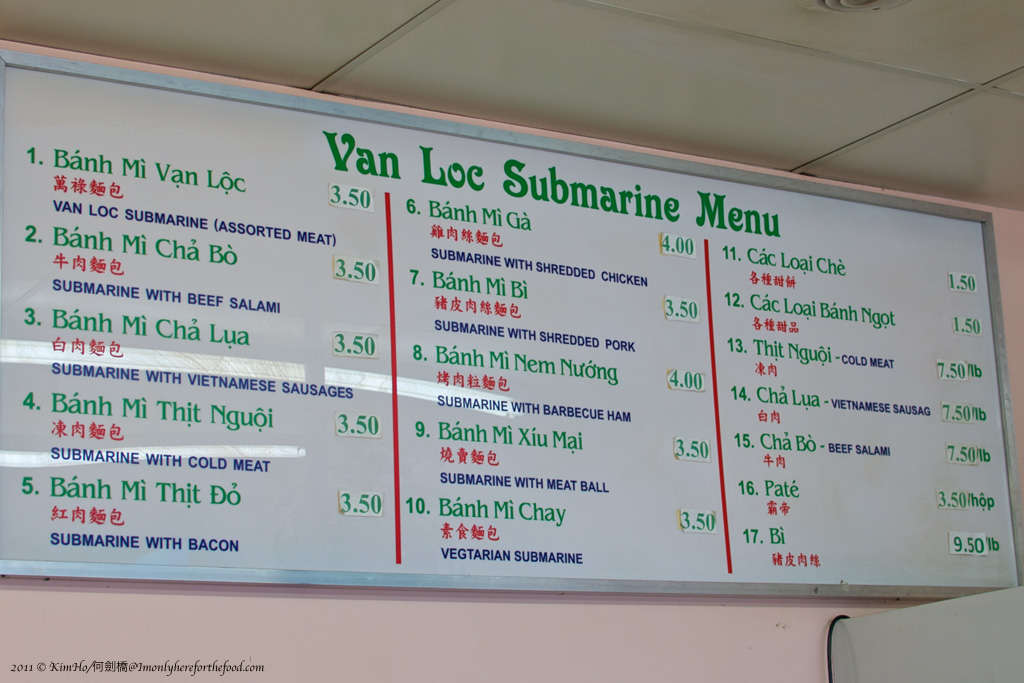 Van Loc Submarine Menu
1. Bánh Mì Vạn Lộc 3.50
萬祿麵包
VAN LOC SUBMARINE (ASSORTED MEAT)
2. Bánh Mì Chả Bò 3.50
牛肉麵包
SUBMARINE WITH BEEF SALAMI
3. Bánh Mì Chả Lụa 3.50
白肉麵包
SUBMARINE WITH VIETNAMESE SAUSAGES
4. Bánh Mì Thịt Nguội 3.50
凍肉麵包
SUBMARINE WITH COLD MEAT
5. Bánh Mì Thịt Đỏ 3.50
紅肉麵包
SUBMARINE WITH BACON
6. Bánh Mì Gà 4.00
雞肉絲麵包
SUBMARINE WITH SHREDDED CHICKEN
7. Bánh Mì Bì 3.50
豬皮肉絲麵包
SUBMARINE WITH SHREDDED PORK
8. Bánh Mì Nem Nướng 4.00
烤肉粒麵包
SUBMARINE WITH BARBECUE HAM
9. Bánh Mì Xíu Mại 3.50
燒賣麵包
SUBMARINE WITH MEAT BALL
10. Bánh Mì Chay 3.50
素食麵包
VEGTARIAN SUBMARINE
11. Các Loại Chè 1.50
各種甜餅
12. Các Loại Bánh Ngọt 1.50
各種甜品
13. Thịt Nguội - COLD MEAT 7.50/lb
凍肉
14. Chả Lụa - VIETNAMESE SAUSAG 7.50/lb
白肉
15. Chả Bò - BEEF SALAMI 7.50/lb
牛肉
16. Paté 3.50/hộp
霸帝
17. Bì 9.50/lb
豬皮肉絲
2011 © KimHo/何劍橋@Imonlyhereforthefood.com